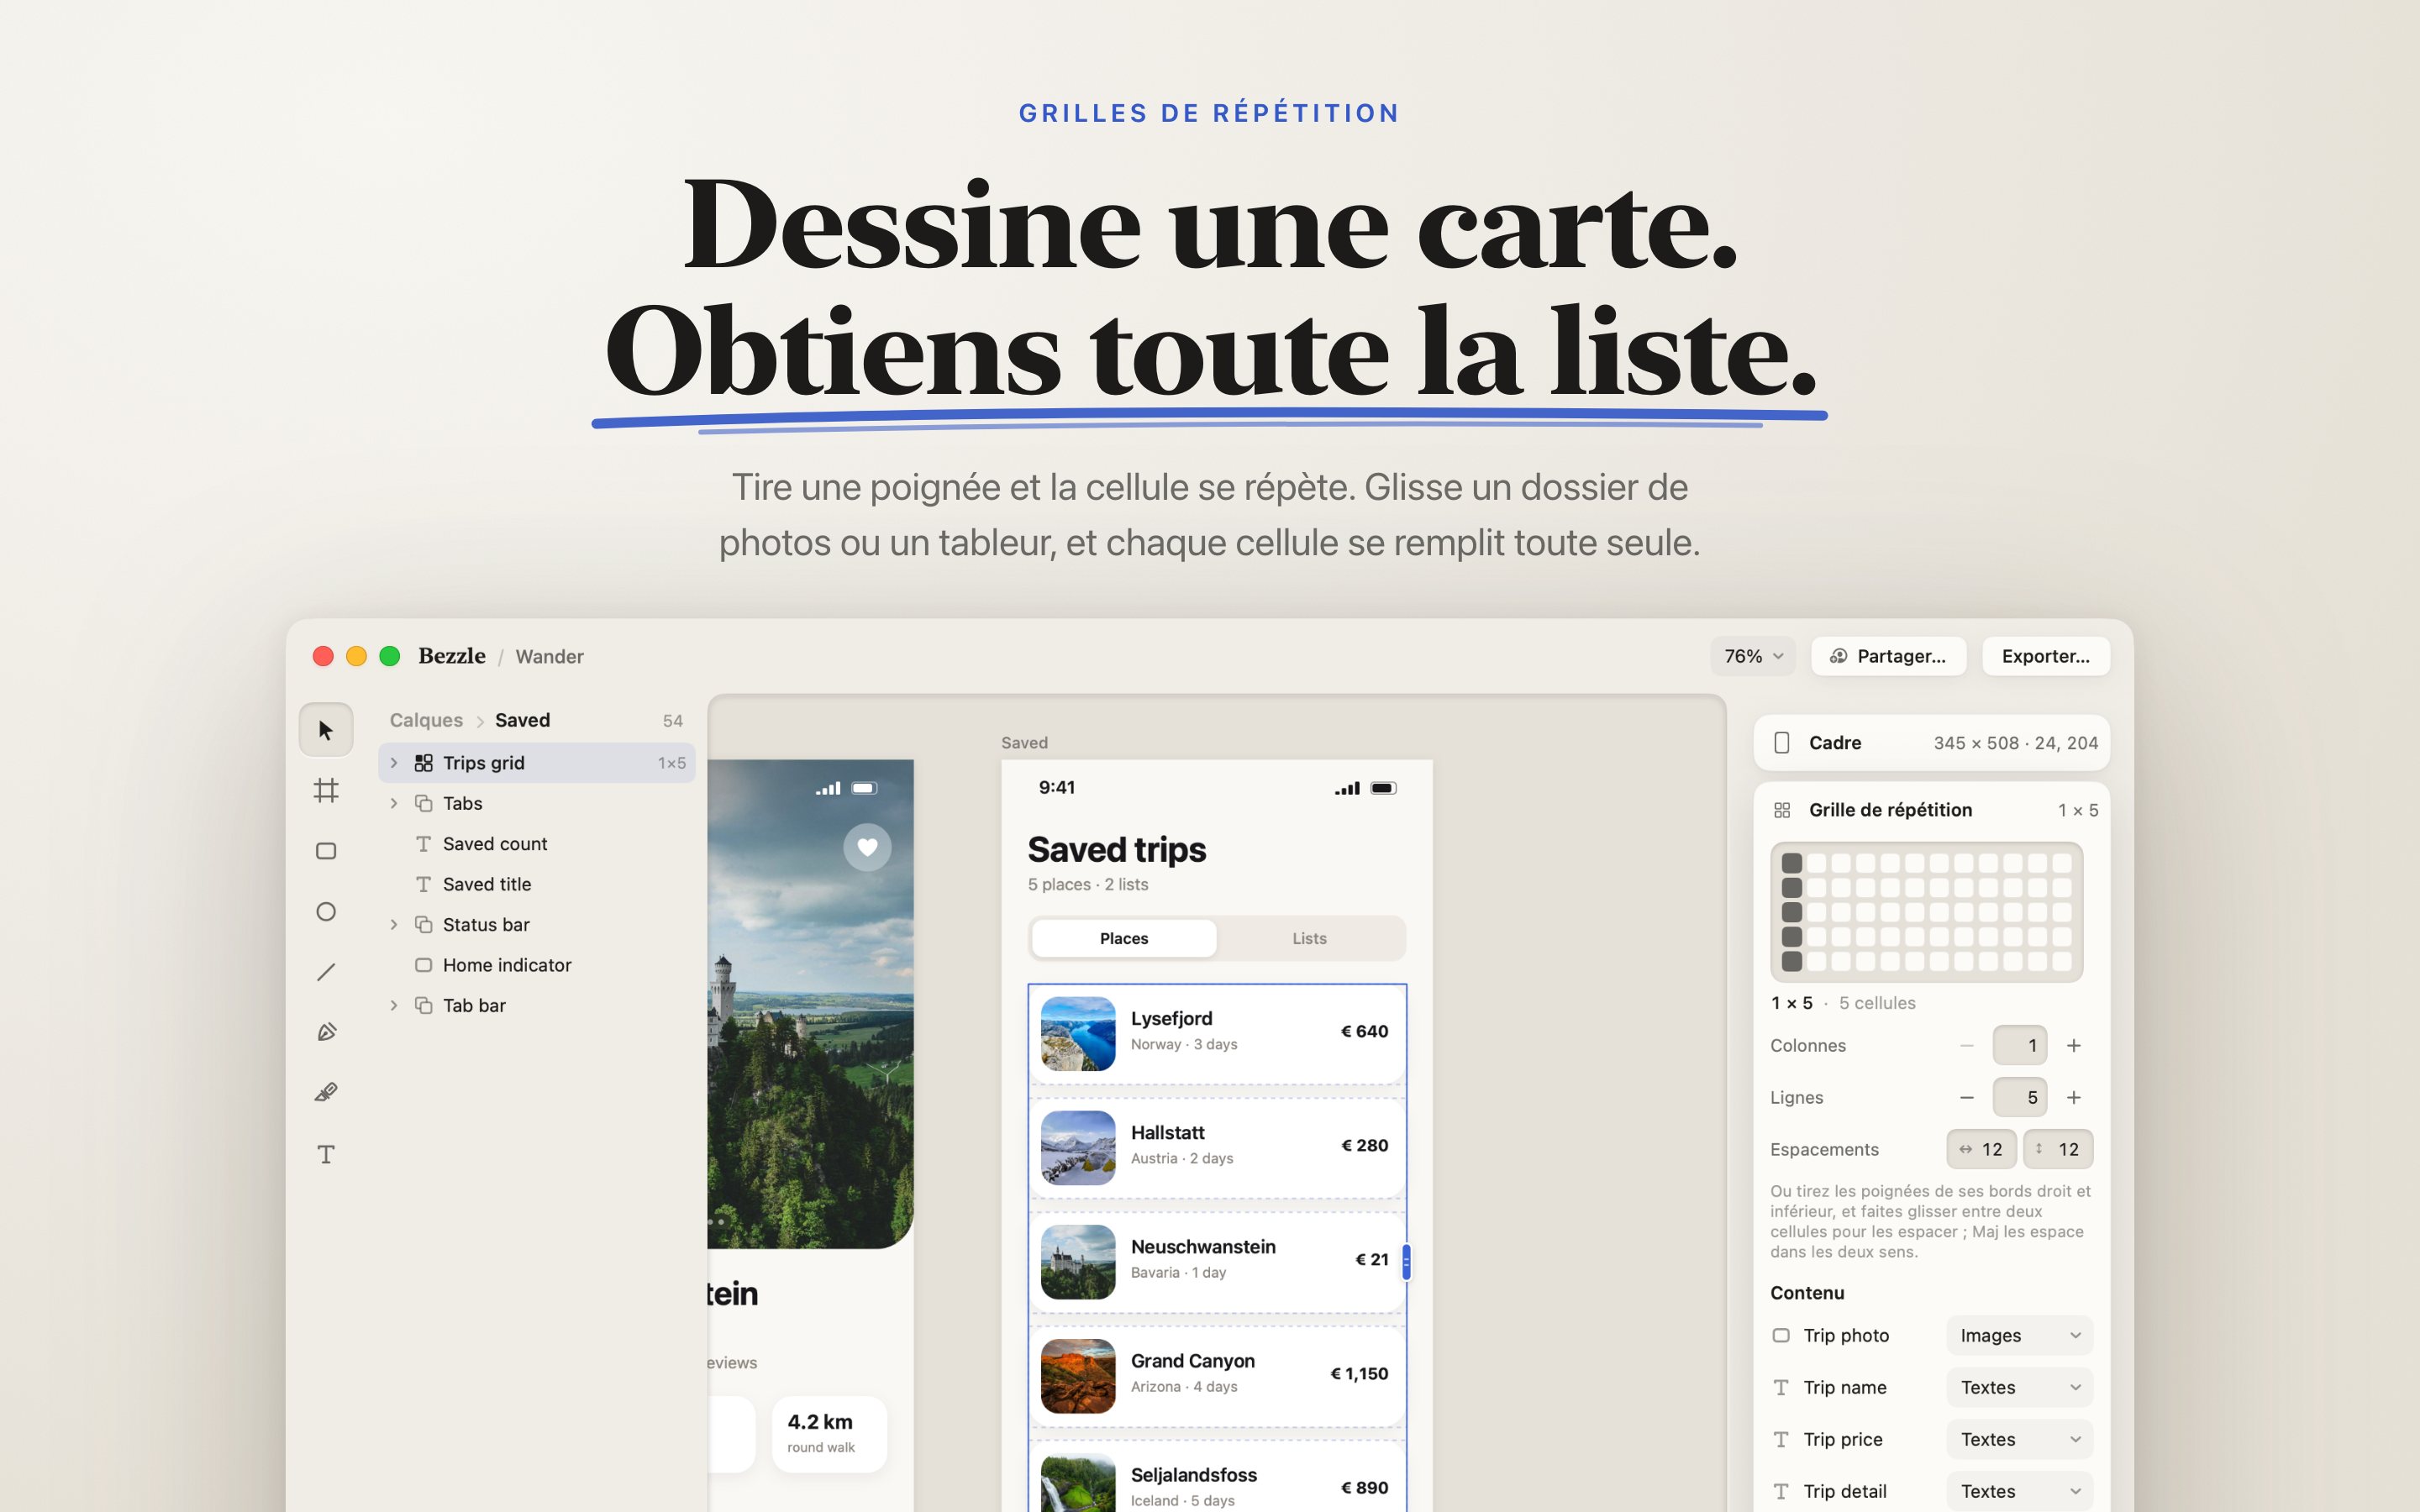 GRILLES DE RÉPÉTITION
Dessine une carte.
Obtiens toute la liste.
Tire une poignée et la cellule se répète. Glisse un dossier de
photos ou un tableur, et chaque cellule se remplit toute seule.
Bezzle / Wander
76%
Partager...
Exporter...
Calques > Saved 54
Trips grid 1×5
Tabs
Saved count
Saved title
Status bar
Home indicator
Tab bar
tein
eviews
4.2 km
round walk
Saved
9:41
Saved trips
5 places · 2 lists
Places
Lists
Lysefjord
Norway · 3 days
€ 640
Hallstatt
Austria · 2 days
€ 280
Neuschwanstein
Bavaria · 1 day
€ 21
Grand Canyon
Arizona · 4 days
€ 1,150
Seljalandsfoss
Iceland · 5 days
€ 890
Cadre 345 × 508 · 24, 204
Grille de répétition 1 × 5
1 × 5 · 5 cellules
Colonnes − 1 +
Lignes − 5 +
Espacements 12 12
Ou tirez les poignées de ses bords droit et
inférieur, et faites glisser entre deux
cellules pour les espacer ; Maj les espace
dans les deux sens.
Contenu
Trip photo Images
Trip name Textes
Trip price Textes
Trip detail Textes